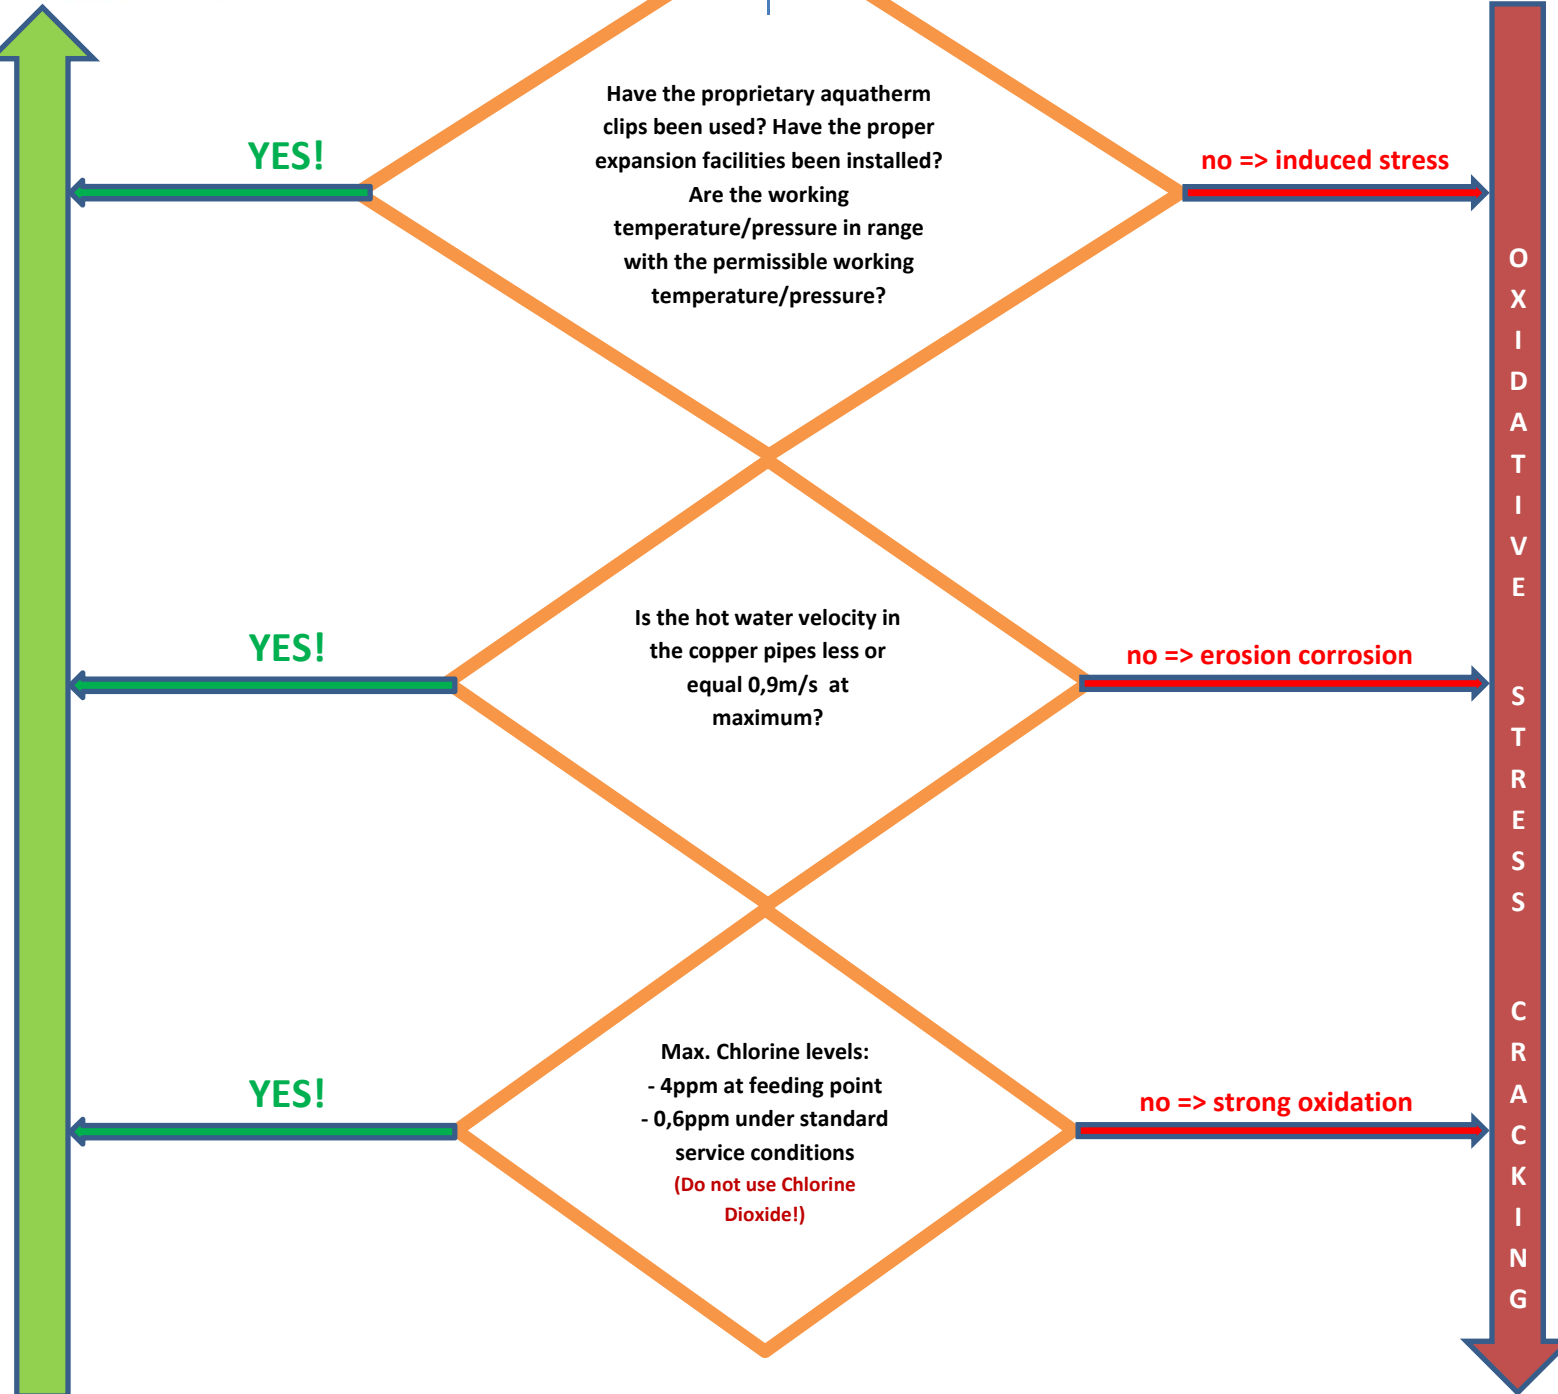 Have the proprietary aquatherm
clips been used? Have the proper
expansion facilities been installed?
Are the working
temperature/pressure in range
with the permissible working
temperature/pressure?
YES!
no => induced stress
Is the hot water velocity in
the copper pipes less or
equal 0,9m/s at
maximum?
YES!
no => erosion corrosion
Max. Chlorine levels:
- 4ppm at feeding point
- 0,6ppm under standard
service conditions
(Do not use Chlorine
Dioxide!)
YES!
no => strong oxidation
OXIDATIVE STRESS CRACKING